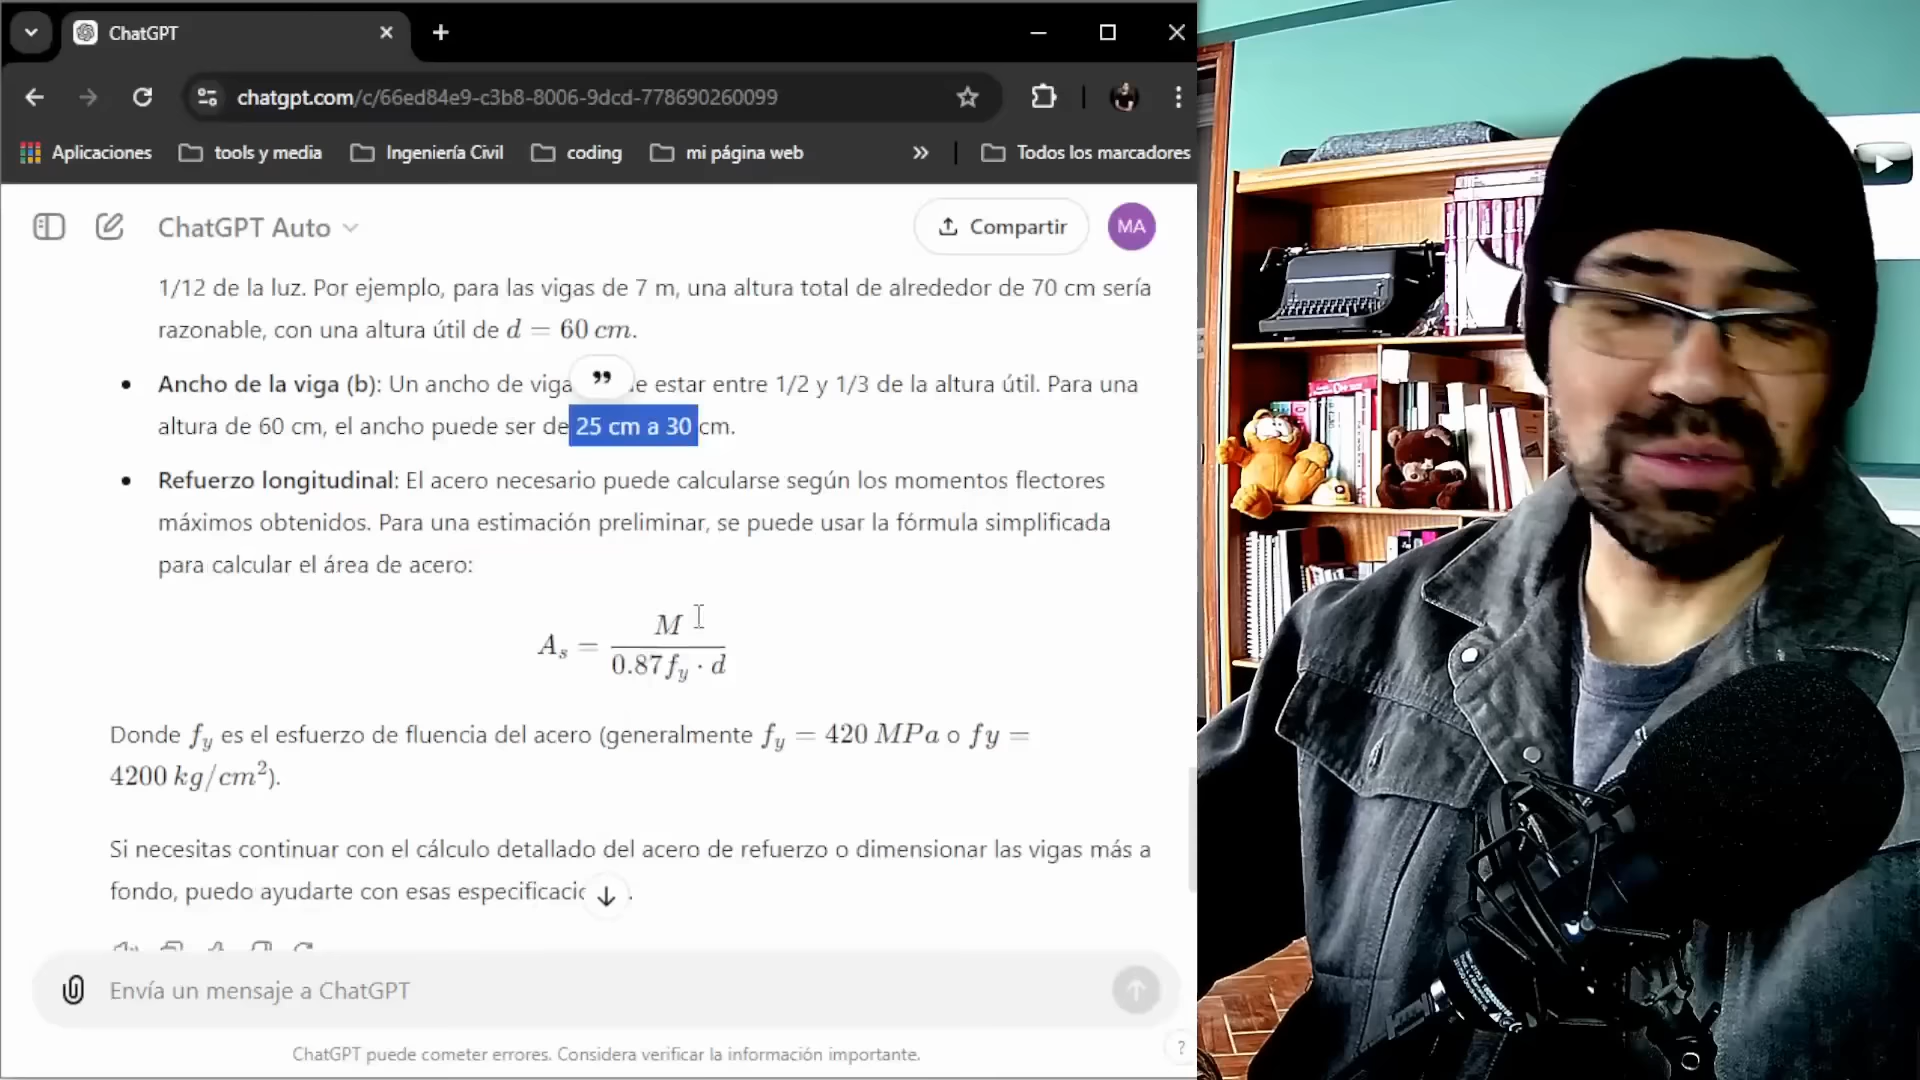 ChatGPT
chatgpt.com/c/66ed84e9-c3b8-8006-9dcd-778690260099
Aplicaciones tools y media Ingeniería Civil coding mi página web » Todos los marcadores
ChatGPT Auto Compartir MA
1/12 de la luz. Por ejemplo, para las vigas de 7 m, una altura total de alrededor de 70 cm sería
razonable, con una altura útil de d = 60 cm.
• Ancho de la viga (b): Un ancho de viga e estar entre 1/2 y 1/3 de la altura útil. Para una
altura de 60 cm, el ancho puede ser de 25 cm a 30 cm.
• Refuerzo longitudinal: El acero necesario puede calcularse según los momentos flectores
máximos obtenidos. Para una estimación preliminar, se puede usar la fórmula simplificada
para calcular el área de acero:
A_s = M / (0.87f_y · d)
Donde f_y es el esfuerzo de fluencia del acero (generalmente f_y = 420 MPa o fy =
4200 kg/cm²).
Si necesitas continuar con el cálculo detallado del acero de refuerzo o dimensionar las vigas más a
fondo, puedo ayudarte con esas especificacio .
Envía un mensaje a ChatGPT
ChatGPT puede cometer errores. Considera verificar la información importante.
?